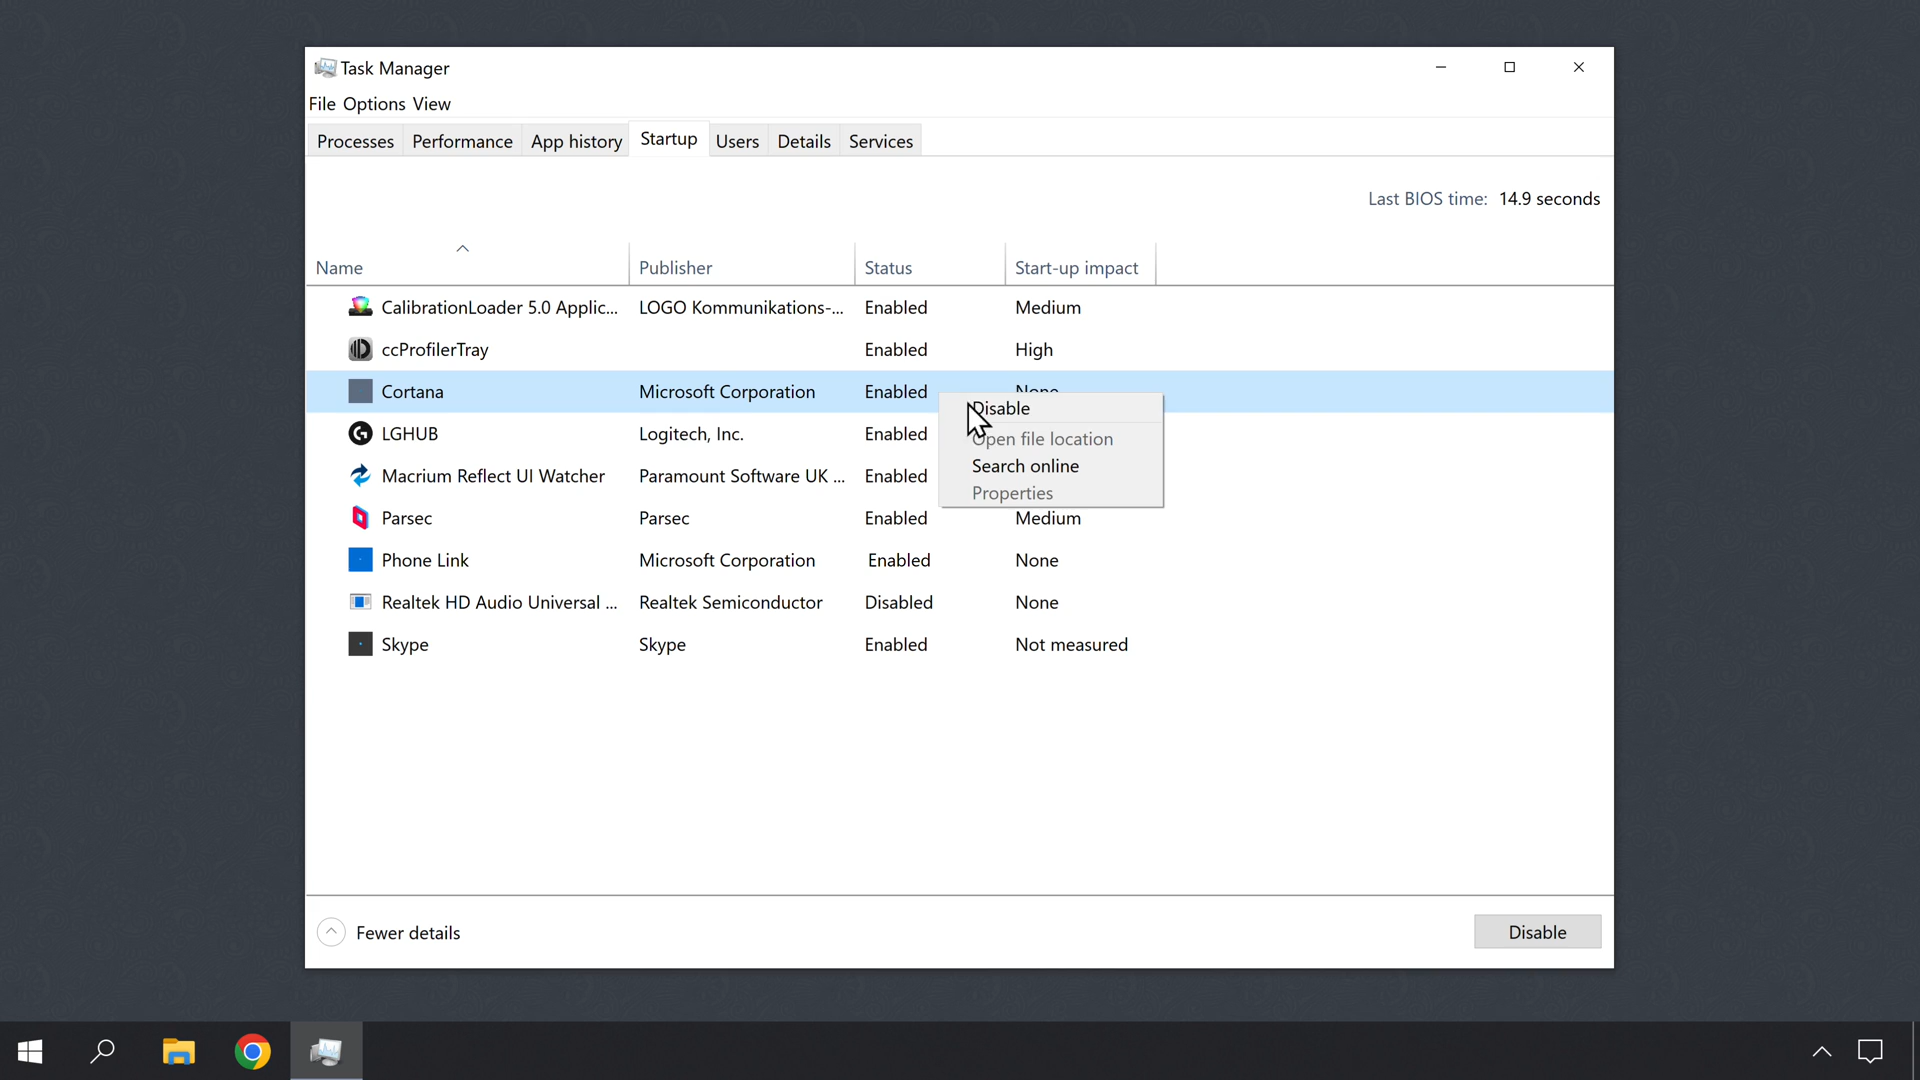 Task Manager
File Options View
Processes Performance App history Startup Users Details Services
Last BIOS time: 14.9 seconds
Name Publisher Status Start-up impact
CalibrationLoader 5.0 Applic... LOGO Kommunikations-... Enabled Medium
ccProfilerTray Enabled High
Cortana Microsoft Corporation Enabled None
Disable
LGHUB Logitech, Inc. Enabled
Open file location
Search online
Macrium Reflect UI Watcher Paramount Software UK ... Enabled
Properties
Parsec Parsec Enabled Medium
Phone Link Microsoft Corporation Enabled None
Realtek HD Audio Universal ... Realtek Semiconductor Disabled None
Skype Skype Enabled Not measured
Fewer details Disable